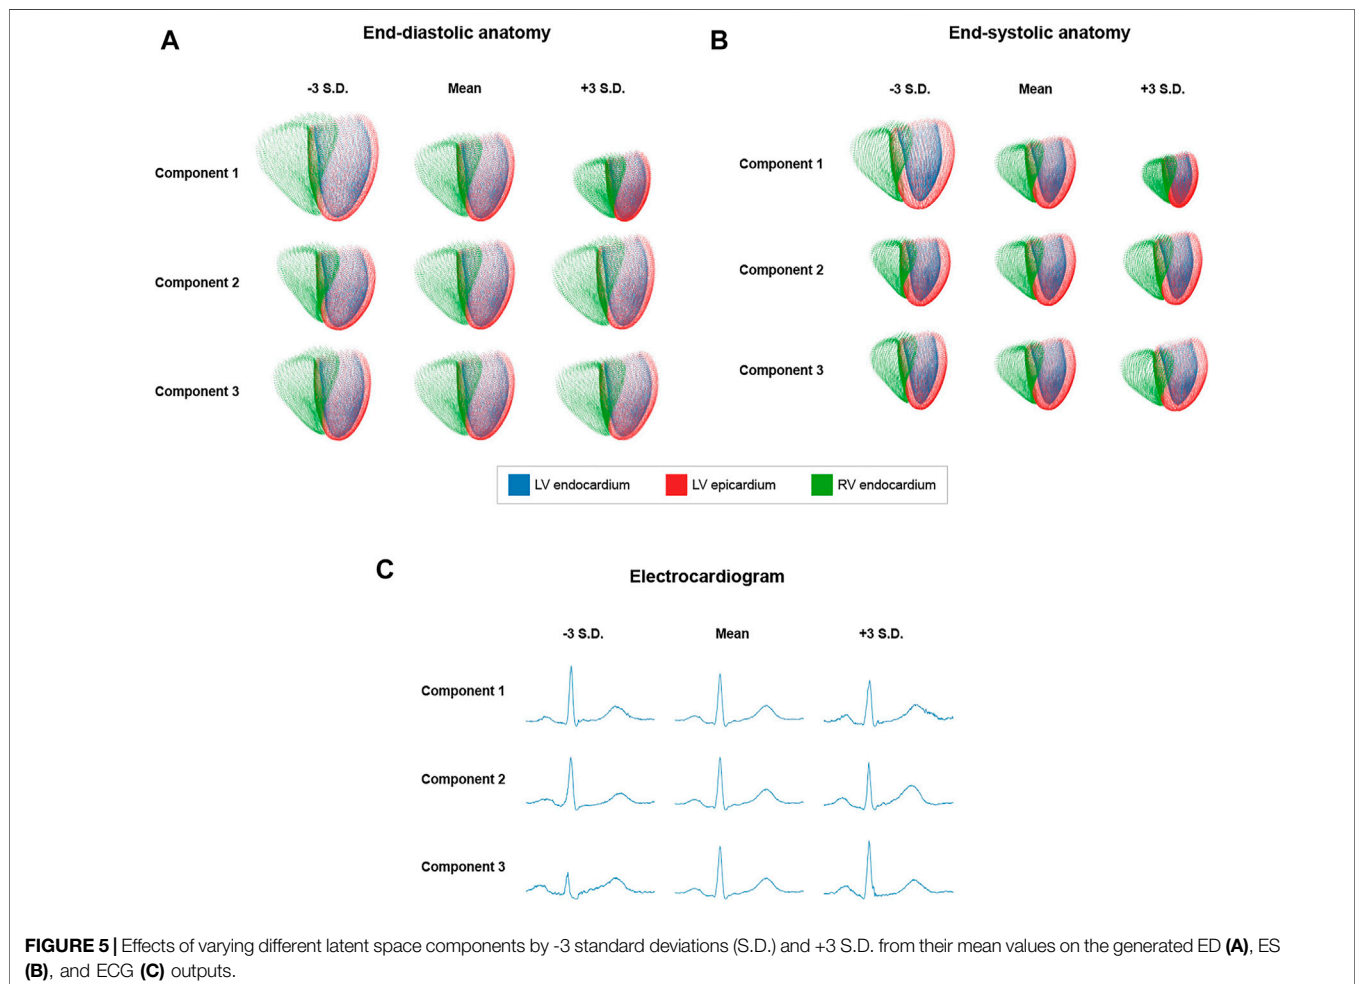 A
End-diastolic anatomy
-3 S.D.
Mean
+3 S.D.
Component 1
Component 2
Component 3
B
End-systolic anatomy
-3 S.D.
Mean
+3 S.D.
Component 1
Component 2
Component 3
LV endocardium
LV epicardium
RV endocardium
C
Electrocardiogram
-3 S.D.
Mean
+3 S.D.
Component 1
Component 2
Component 3
FIGURE 5 | Effects of varying different latent space components by -3 standard deviations (S.D.) and +3 S.D. from their mean values on the generated ED (A), ES
(B), and ECG (C) outputs.